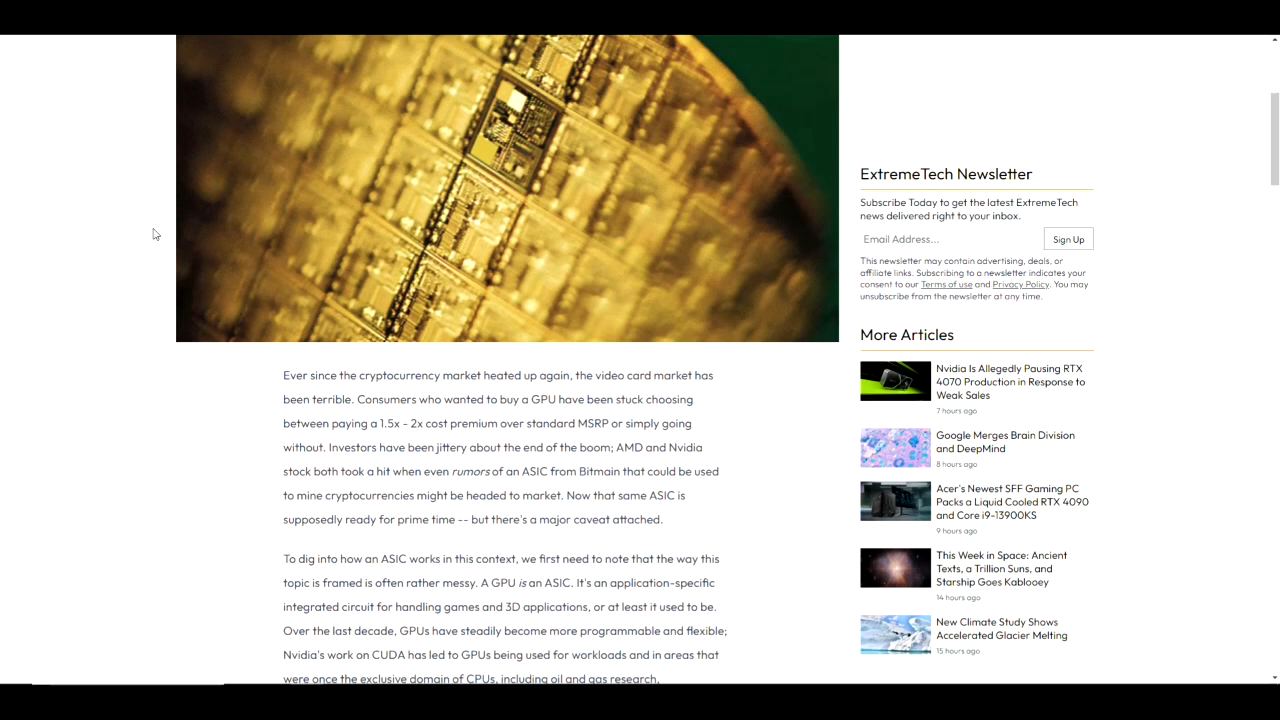 Ever since the cryptocurrency market heated up again, the video card market has
been terrible. Consumers who wanted to buy a GPU have been stuck choosing
between paying a 1.5x - 2x cost premium over standard MSRP or simply going
without. Investors have been jittery about the end of the boom; AMD and Nvidia
stock both took a hit when even rumors of an ASIC from Bitmain that could be used
to mine cryptocurrencies might be headed to market. Now that same ASIC is
supposedly ready for prime time -- but there's a major caveat attached.
To dig into how an ASIC works in this context, we first need to note that the way this
topic is framed is often rather messy. A GPU is an ASIC. It's an application-specific
integrated circuit for handling games and 3D applications, or at least it used to be.
Over the last decade, GPUs have steadily become more programmable and flexible;
Nvidia's work on CUDA has led to GPUs being used for workloads and in areas that
were once the exclusive domain of CPUs, including oil and gas research,
ExtremeTech Newsletter
Subscribe Today to get the latest ExtremeTech
news delivered right to your inbox.
Email Address...
Sign Up
This newsletter may contain advertising, deals, or
affiliate links. Subscribing to a newsletter indicates your
consent to our Terms of use and Privacy Policy. You may
unsubscribe from the newsletter at any time.
More Articles
Nvidia Is Allegedly Pausing RTX
4070 Production in Response to
Weak Sales
7 hours ago
Google Merges Brain Division
and DeepMind
8 hours ago
Acer's Newest SFF Gaming PC
Packs a Liquid Cooled RTX 4090
and Core i9-13900KS
9 hours ago
This Week in Space: Ancient
Texts, a Trillion Suns, and
Starship Goes Kablooey
14 hours ago
New Climate Study Shows
Accelerated Glacier Melting
15 hours ago